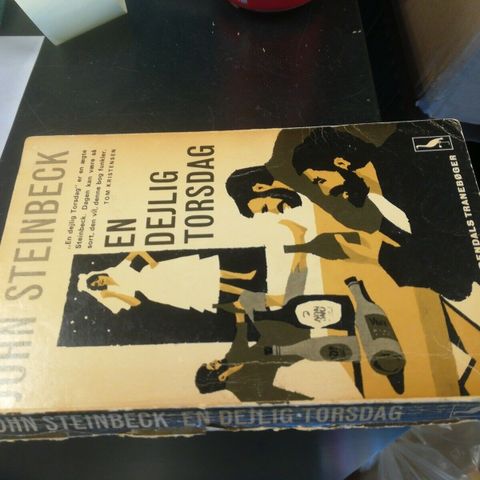 JOHN STEINBECK
„En dejlig Torsdag" er en ægte
Steinbeck. Dagen kan være så
sort, den vil, denne bog funkler.
TOM KRISTENSEN
EN
DEJLIG
TORSDAG
GYLDENDALS TRANEBØGER
JOHN STEINBECK EN DEJLIG · TORSDAG